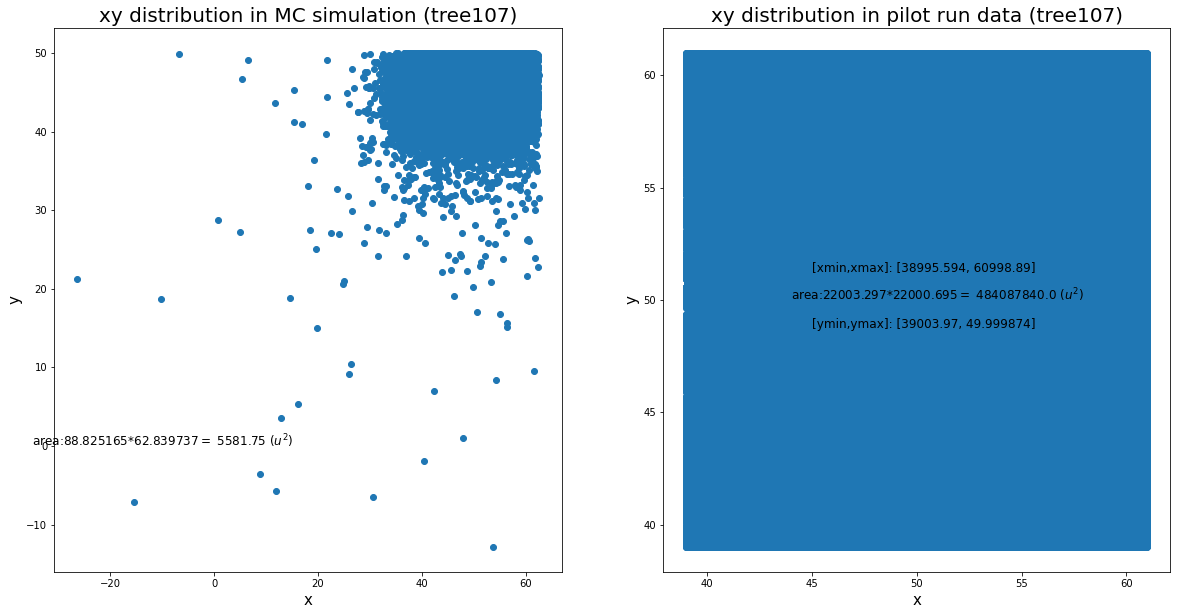 xy distribution in MC simulation (tree107)
50
40
30
20
10
0
−10
y
area:88.825165*62.839737 = 5581.75 (u²)
−20
0
20
40
60
x
xy distribution in pilot run data (tree107)
60
55
50
45
40
y
[xmin,xmax]: [38995.594, 60998.89]
area:22003.297*22000.695 = 484087840.0 (u²)
[ymin,ymax]: [39003.97, 49.999874]
40
45
50
55
60
x